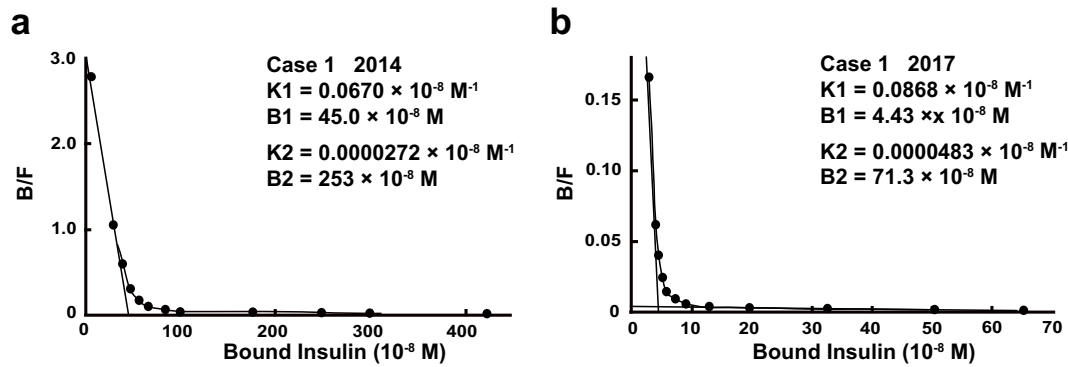 a
3.0
2.0
1.0
0
B/F
Case 1 2014
K1 = 0.0670 × 10⁻⁸ M⁻¹
B1 = 45.0 × 10⁻⁸ M
K2 = 0.0000272 × 10⁻⁸ M⁻¹
B2 = 253 × 10⁻⁸ M
0 100 200 300 400
Bound Insulin (10⁻⁸ M)
b
0.15
0.10
0.05
0
B/F
Case 1 2017
K1 = 0.0868 × 10⁻⁸ M⁻¹
B1 = 4.43 ×x 10⁻⁸ M
K2 = 0.0000483 × 10⁻⁸ M⁻¹
B2 = 71.3 × 10⁻⁸ M
0 10 20 30 40 50 60 70
Bound Insulin (10⁻⁸ M)